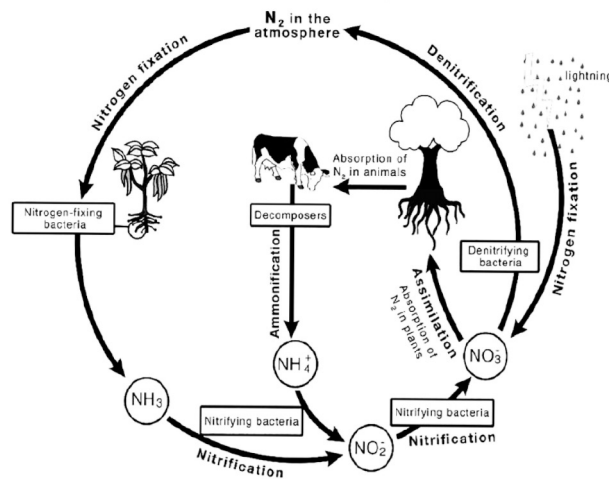 N₂ in the
atmosphere
Nitrogen fixation
Denitrification
lightning
Absorption of
N₂ in animals
Nitrogen-fixing
bacteria
Decomposers
Denitrifying
bacteria
Nitrogen fixation
Ammonification
Assimilation
Absorption of
N₂ in plants
NH₄⁺
NO₃⁻
NH₃
Nitrifying bacteria
Nitrifying bacteria
Nitrification
NO₂⁻
Nitrification